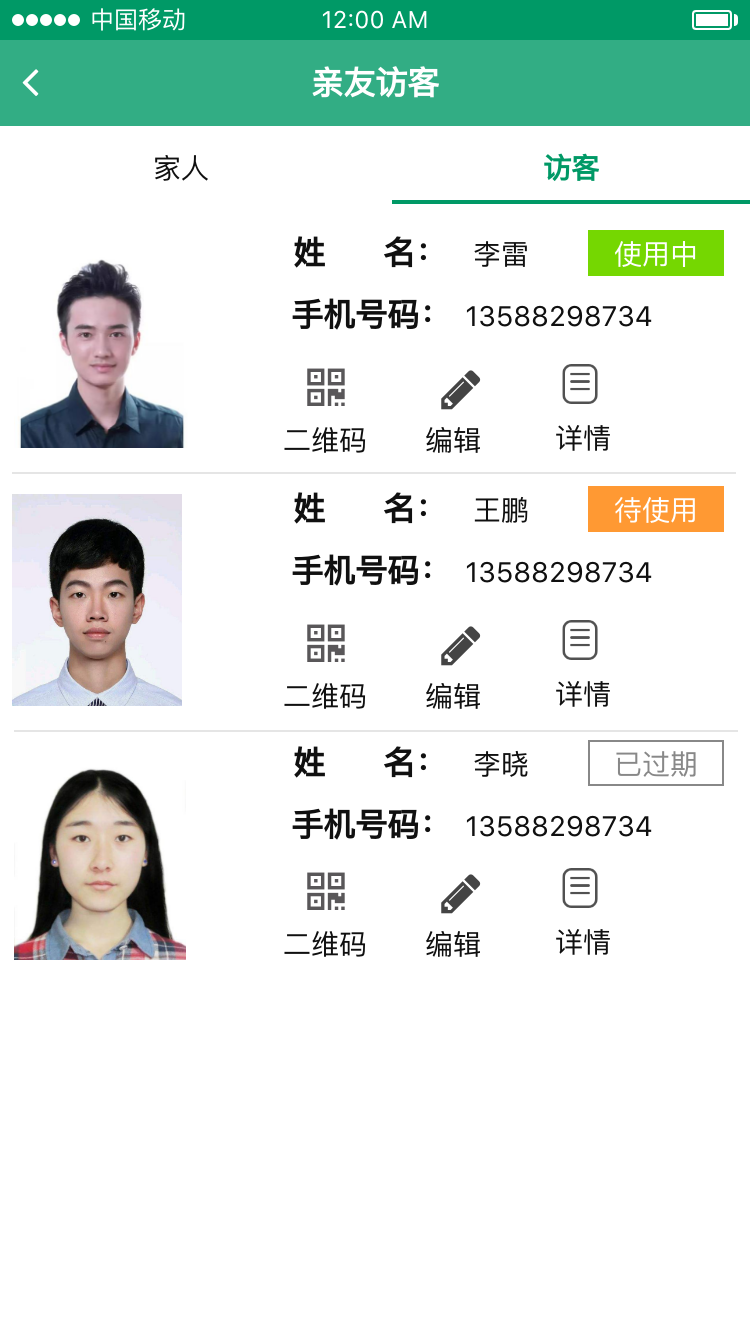 中国移动 12:00 AM
亲友访客
家人 访客
姓 名： 李雷 使用中
手机号码： 13588298734
二维码 编辑 详情
姓 名： 王鹏 待使用
手机号码： 13588298734
二维码 编辑 详情
姓 名： 李晓 已过期
手机号码： 13588298734
二维码 编辑 详情